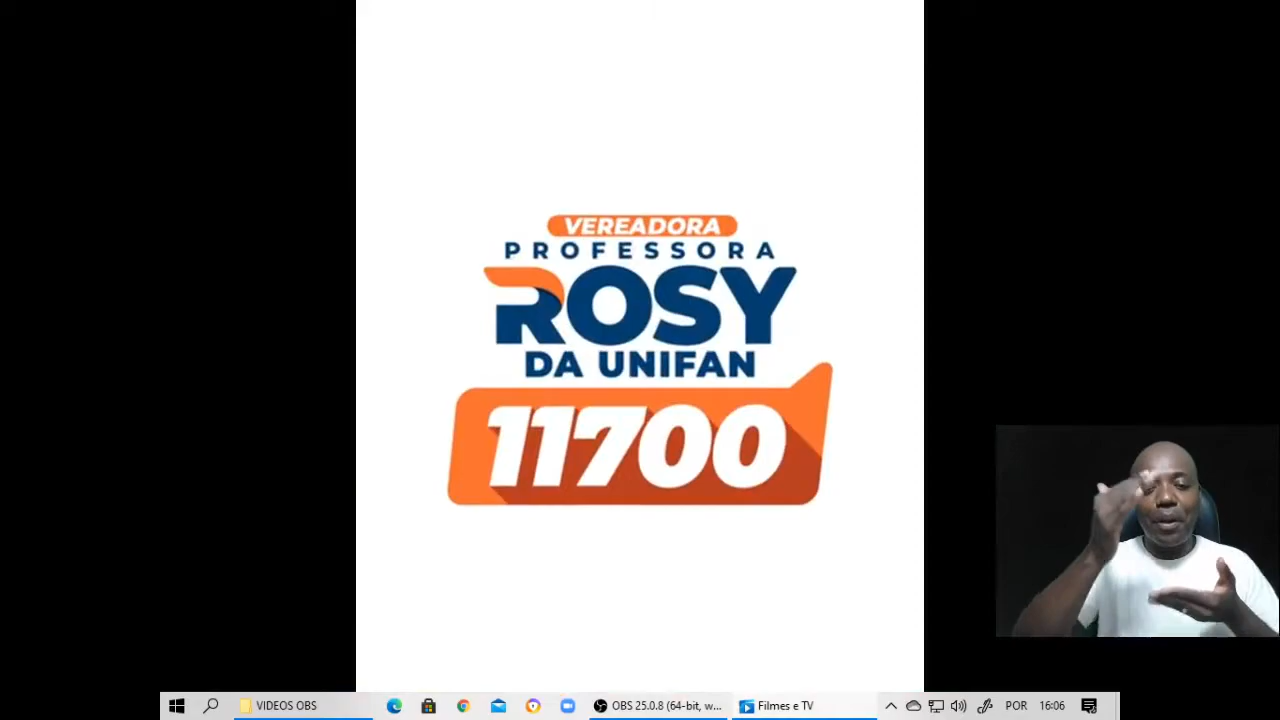 VEREADORA
PROFESSORA
ROSY
DA UNIFAN
11700
VIDEOS OBS
OBS 25.0.8 (64-bit, w...
Filmes e TV
POR
16:06